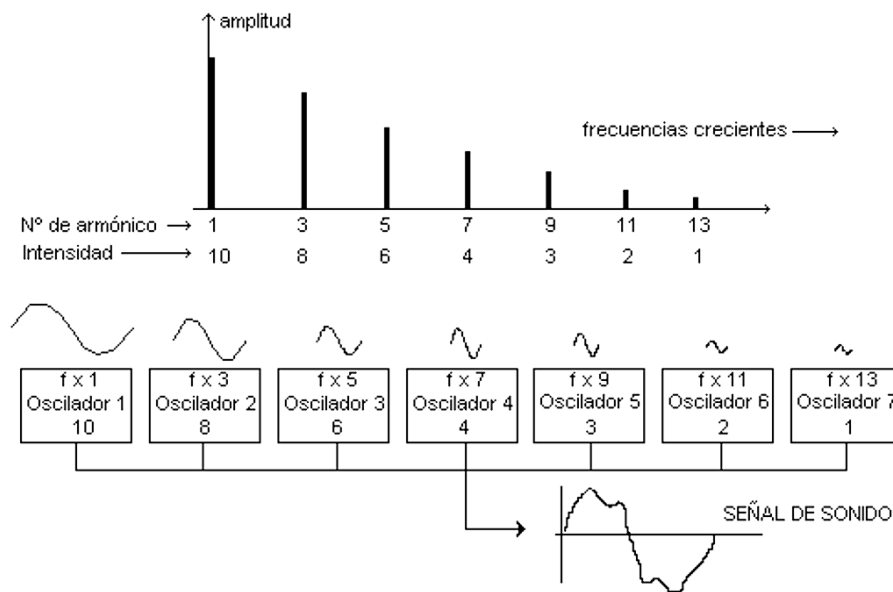 amplitud
frecuencias crecientes
Nº de armónico 1 3 5 7 9 11 13
Intensidad 10 8 6 4 3 2 1
f x 1 f x 3 f x 5 f x 7 f x 9 f x 11 f x 13
Oscilador 1 Oscilador 2 Oscilador 3 Oscilador 4 Oscilador 5 Oscilador 6 Oscilador 7
10 8 6 4 3 2 1
SEÑAL DE SONIDO